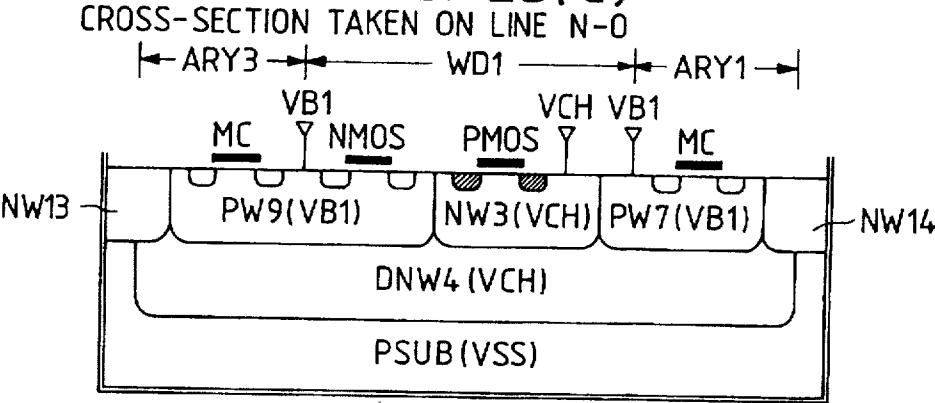 CROSS-SECTION TAKEN ON LINE N-O
ARY3 WD1 ARY1
VB1 VCH VB1
MC NMOS PMOS MC
NW13 PW9(VB1) NW3(VCH) PW7(VB1) NW14
DNW4(VCH)
PSUB(VSS)